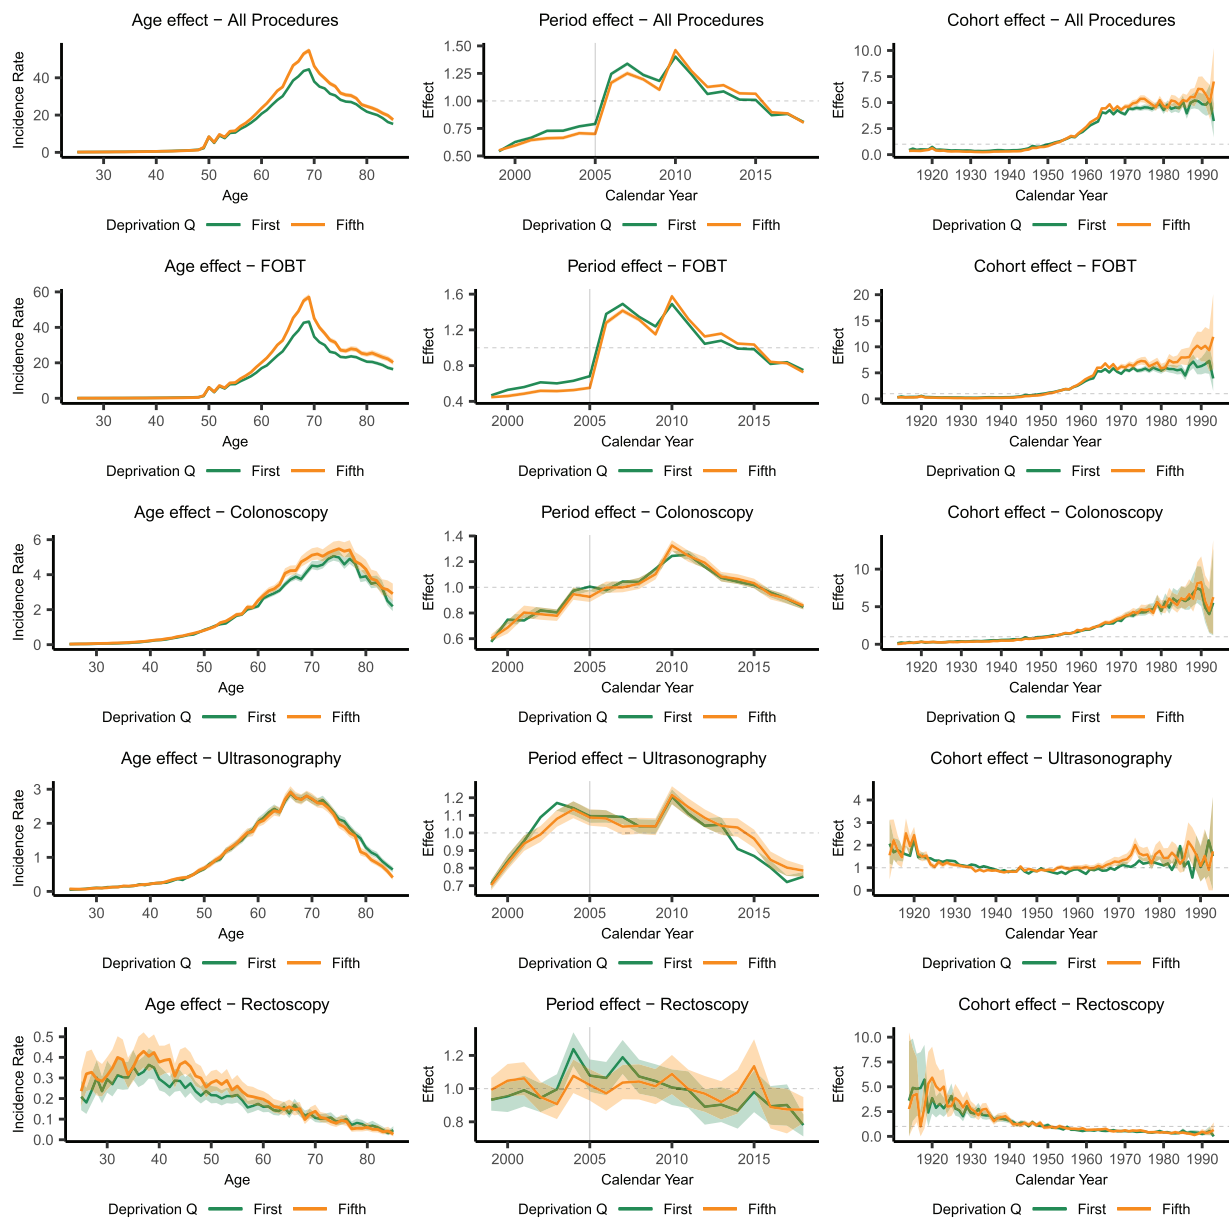 Age effect − All Procedures
Incidence Rate
40
20
0
30 40 50 60 70 80
Age
Deprivation Q First Fifth
Period effect − All Procedures
Effect
1.50
1.25
1.00
0.75
0.50
2000 2005 2010 2015
Calendar Year
Deprivation Q First Fifth
Cohort effect − All Procedures
Effect
10.0
7.5
5.0
2.5
0.0
1920 1930 1940 1950 1960 1970 1980 1990
Calendar Year
Deprivation Q First Fifth
Age effect − FOBT
Incidence Rate
60
40
20
0
30 40 50 60 70 80
Age
Deprivation Q First Fifth
Period effect − FOBT
Effect
1.6
1.2
0.8
0.4
2000 2005 2010 2015
Calendar Year
Deprivation Q First Fifth
Cohort effect − FOBT
Effect
20
15
10
5
0
1920 1930 1940 1950 1960 1970 1980 1990
Calendar Year
Deprivation Q First Fifth
Age effect − Colonoscopy
Incidence Rate
6
4
2
0
30 40 50 60 70 80
Age
Deprivation Q First Fifth
Period effect − Colonoscopy
Effect
1.4
1.2
1.0
0.8
0.6
2000 2005 2010 2015
Calendar Year
Deprivation Q First Fifth
Cohort effect − Colonoscopy
Effect
10
5
0
1920 1930 1940 1950 1960 1970 1980 1990
Calendar Year
Deprivation Q First Fifth
Age effect − Ultrasonography
Incidence Rate
3
2
1
0
30 40 50 60 70 80
Age
Deprivation Q First Fifth
Period effect − Ultrasonography
Effect
1.2
1.1
1.0
0.9
0.8
0.7
2000 2005 2010 2015
Calendar Year
Deprivation Q First Fifth
Cohort effect − Ultrasonography
Effect
4
3
2
1
0
1920 1930 1940 1950 1960 1970 1980 1990
Calendar Year
Deprivation Q First Fifth
Age effect − Rectoscopy
Incidence Rate
0.5
0.4
0.3
0.2
0.1
0.0
30 40 50 60 70 80
Age
Deprivation Q First Fifth
Period effect − Rectoscopy
Effect
1.2
1.0
0.8
2000 2005 2010 2015
Calendar Year
Deprivation Q First Fifth
Cohort effect − Rectoscopy
Effect
10.0
7.5
5.0
2.5
0.0
1920 1930 1940 1950 1960 1970 1980 1990
Calendar Year
Deprivation Q First Fifth